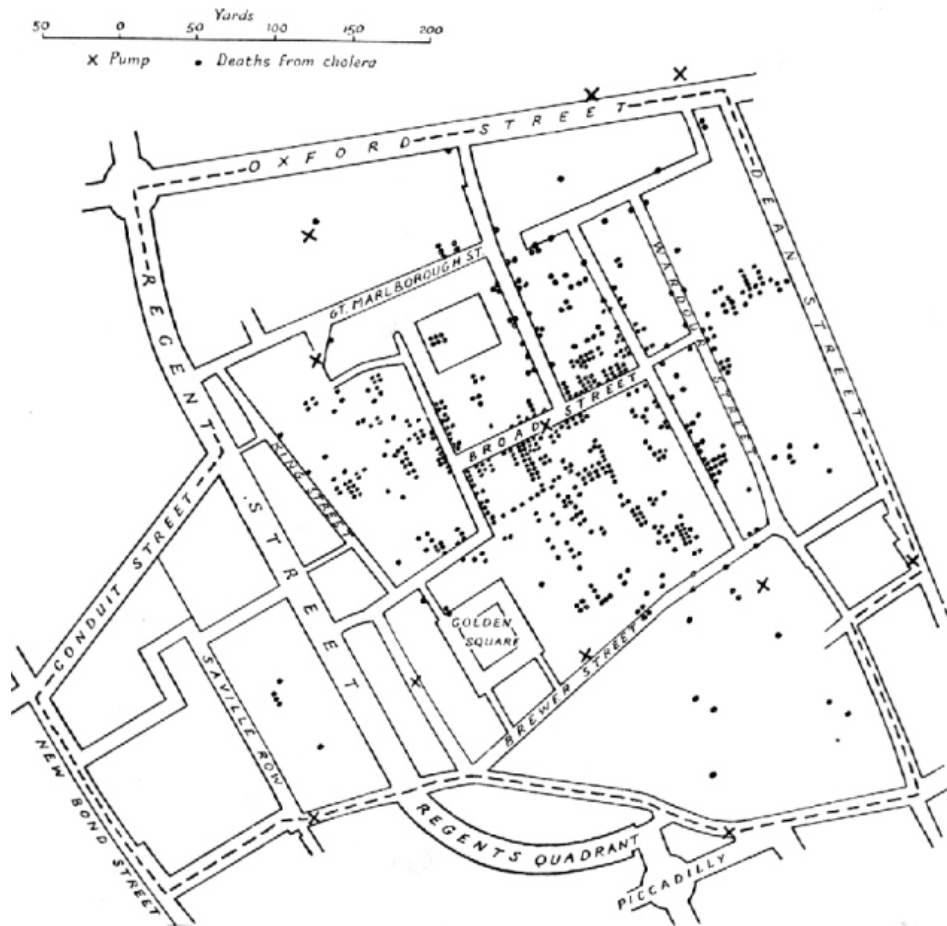 Yards
50 0 50 100 150 200
× Pump • Deaths from cholera
OXFORD STREET
DEAN STREET
REGENT STREET
GT. MARLBOROUGH ST.
WARDOUR STREET
BROAD STREET
KING STREET
CONDUIT STREET
GOLDEN
SQUARE
SAVILLE ROW
BREWER STREET
NEW BOND STREET
REGENTS QUADRANT
PICCADILLY